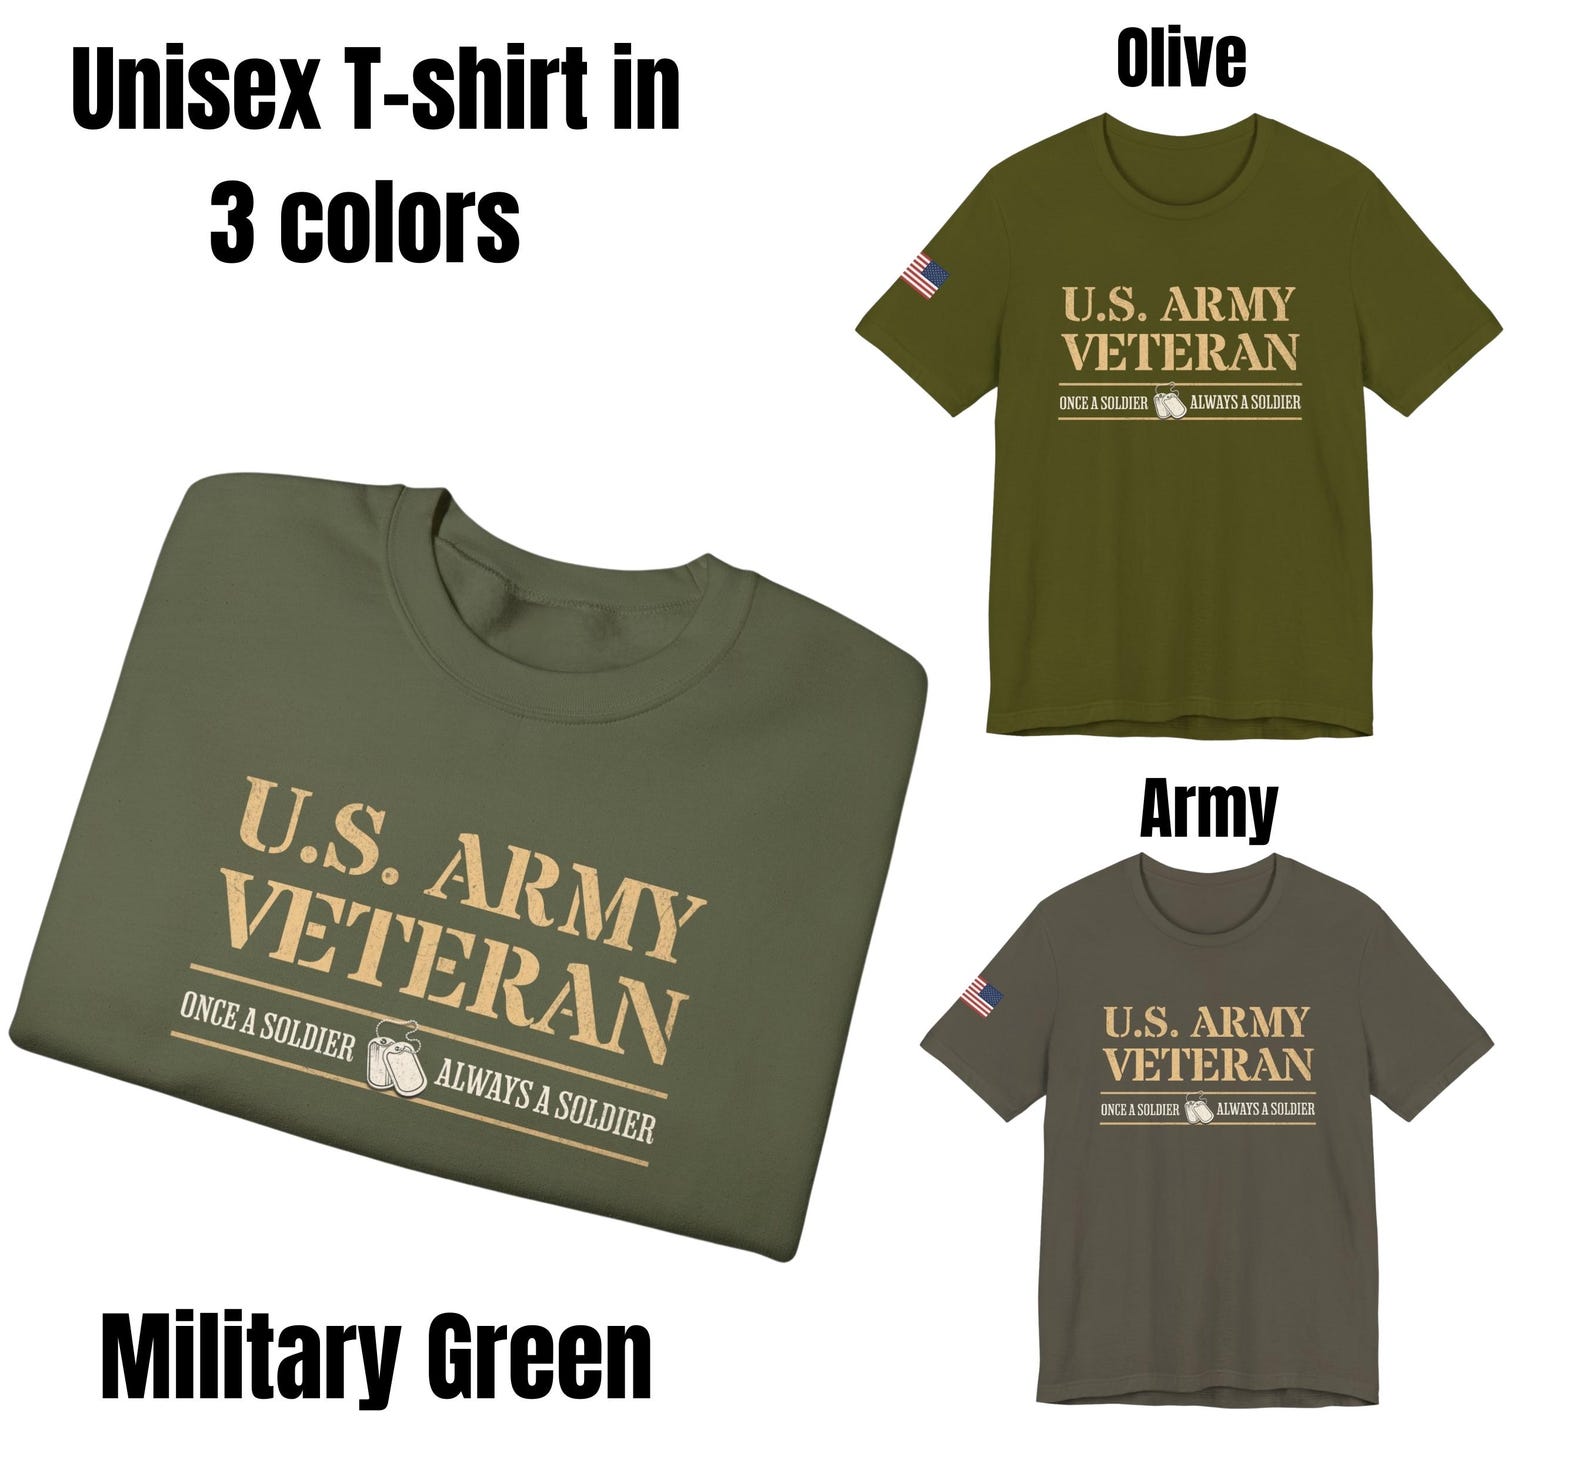 Unisex T-shirt in
3 colors
Olive
U.S. ARMY
VETERAN
ONCE A SOLDIER ALWAYS A SOLDIER
U.S. ARMY
VETERAN
ONCE A SOLDIER ALWAYS A SOLDIER
Military Green
Army
U.S. ARMY
VETERAN
ONCE A SOLDIER ALWAYS A SOLDIER